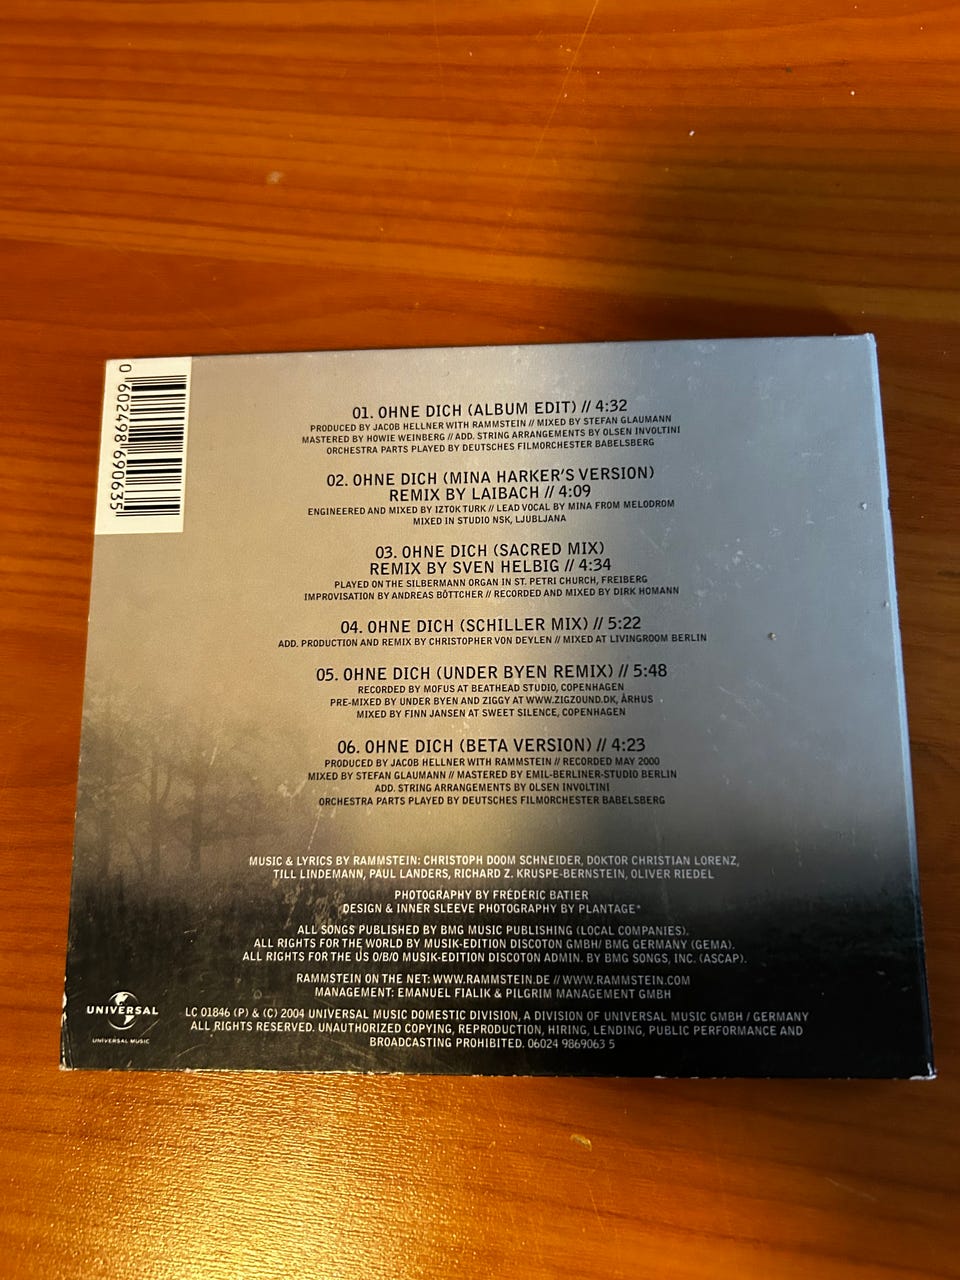 0 602498 690635
01. OHNE DICH (ALBUM EDIT) // 4:32
PRODUCED BY JACOB HELLNER WITH RAMMSTEIN // MIXED BY STEFAN GLAUMANN
MASTERED BY HOWIE WEINBERG // ADD. STRING ARRANGEMENTS BY OLSEN INVOLTINI
ORCHESTRA PARTS PLAYED BY DEUTSCHES FILMORCHESTER BABELSBERG
02. OHNE DICH (MINA HARKER'S VERSION)
REMIX BY LAIBACH // 4:09
ENGINEERED AND MIXED BY IZTOK TURK // LEAD VOCAL BY MINA FROM MELODROM
MIXED IN STUDIO NSK, LJUBLJANA
03. OHNE DICH (SACRED MIX)
REMIX BY SVEN HELBIG // 4:34
PLAYED ON THE SILBERMANN ORGAN IN ST. PETRI CHURCH, FREIBERG
IMPROVISATION BY ANDREAS BÖTTCHER // RECORDED AND MIXED BY DIRK HOMANN
04. OHNE DICH (SCHILLER MIX) // 5:22
ADD. PRODUCTION AND REMIX BY CHRISTOPHER VON DEYLEN // MIXED AT LIVINGROOM BERLIN
05. OHNE DICH (UNDER BYEN REMIX) // 5:48
RECORDED BY MOFUS AT BEATHEAD STUDIO, COPENHAGEN
PRE-MIXED BY UNDER BYEN AND ZIGGY AT WWW.ZIGZOUND.DK, ÅRHUS
MIXED BY FINN JANSEN AT SWEET SILENCE, COPENHAGEN
06. OHNE DICH (BETA VERSION) // 4:23
PRODUCED BY JACOB HELLNER WITH RAMMSTEIN // RECORDED MAY 2000
MIXED BY STEFAN GLAUMANN // MASTERED BY EMIL-BERLINER-STUDIO BERLIN
ADD. STRING ARRANGEMENTS BY OLSEN INVOLTINI
ORCHESTRA PARTS PLAYED BY DEUTSCHES FILMORCHESTER BABELSBERG
MUSIC & LYRICS BY RAMMSTEIN: CHRISTOPH DOOM SCHNEIDER, DOKTOR CHRISTIAN LORENZ,
TILL LINDEMANN, PAUL LANDERS, RICHARD Z. KRUSPE-BERNSTEIN, OLIVER RIEDEL
PHOTOGRAPHY BY FRÉDÉRIC BATIER
DESIGN & INNER SLEEVE PHOTOGRAPHY BY PLANTAGE*
ALL SONGS PUBLISHED BY BMG MUSIC PUBLISHING (LOCAL COMPANIES).
ALL RIGHTS FOR THE WORLD BY MUSIK-EDITION DISCOTON GMBH/ BMG GERMANY (GEMA).
ALL RIGHTS FOR THE US O/B/O MUSIK-EDITION DISCOTON ADMIN. BY BMG SONGS, INC. (ASCAP).
RAMMSTEIN ON THE NET: WWW.RAMMSTEIN.DE // WWW.RAMMSTEIN.COM
MANAGEMENT: EMANUEL FIALIK & PILGRIM MANAGEMENT GMBH
UNIVERSAL
UNIVERSAL MUSIC
LC 01846 (P) & (C) 2004 UNIVERSAL MUSIC DOMESTIC DIVISION, A DIVISION OF UNIVERSAL MUSIC GMBH / GERMANY
ALL RIGHTS RESERVED. UNAUTHORIZED COPYING, REPRODUCTION, HIRING, LENDING, PUBLIC PERFORMANCE AND
BROADCASTING PROHIBITED. 06024 9869063 5